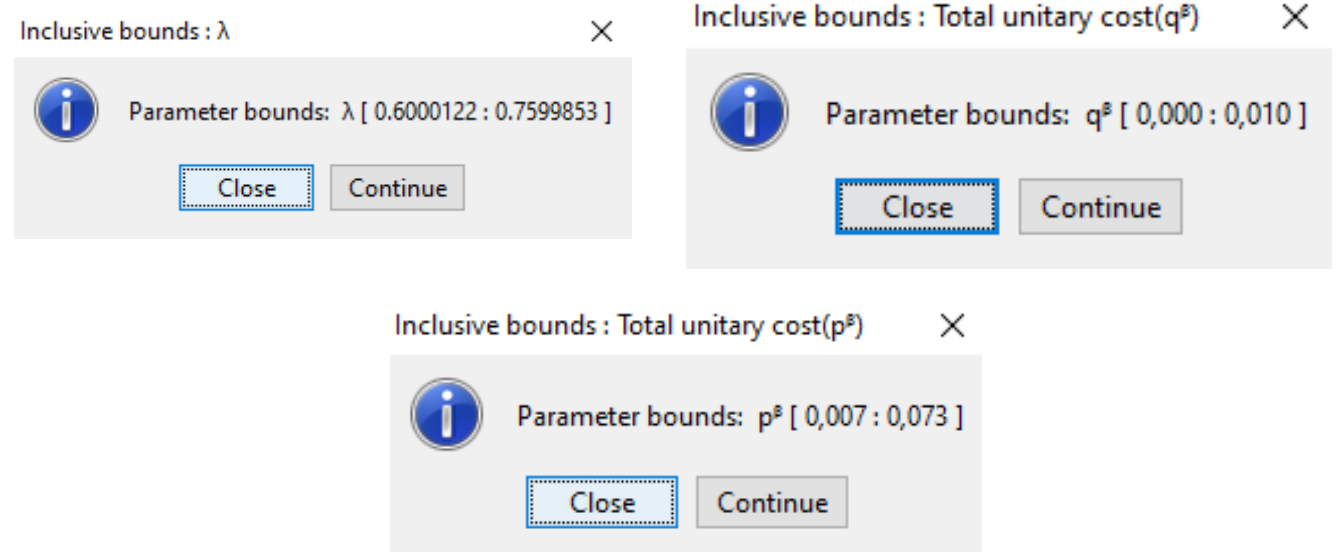 Inclusive bounds : λ
Parameter bounds:  λ [ 0.6000122 : 0.7599853 ]
Close
Continue
Inclusive bounds : Total unitary cost(qᵝ)
Parameter bounds:  qᵝ [ 0,000 : 0,010 ]
Close
Continue
Inclusive bounds : Total unitary cost(pᵝ)
Parameter bounds:  pᵝ [ 0,007 : 0,073 ]
Close
Continue